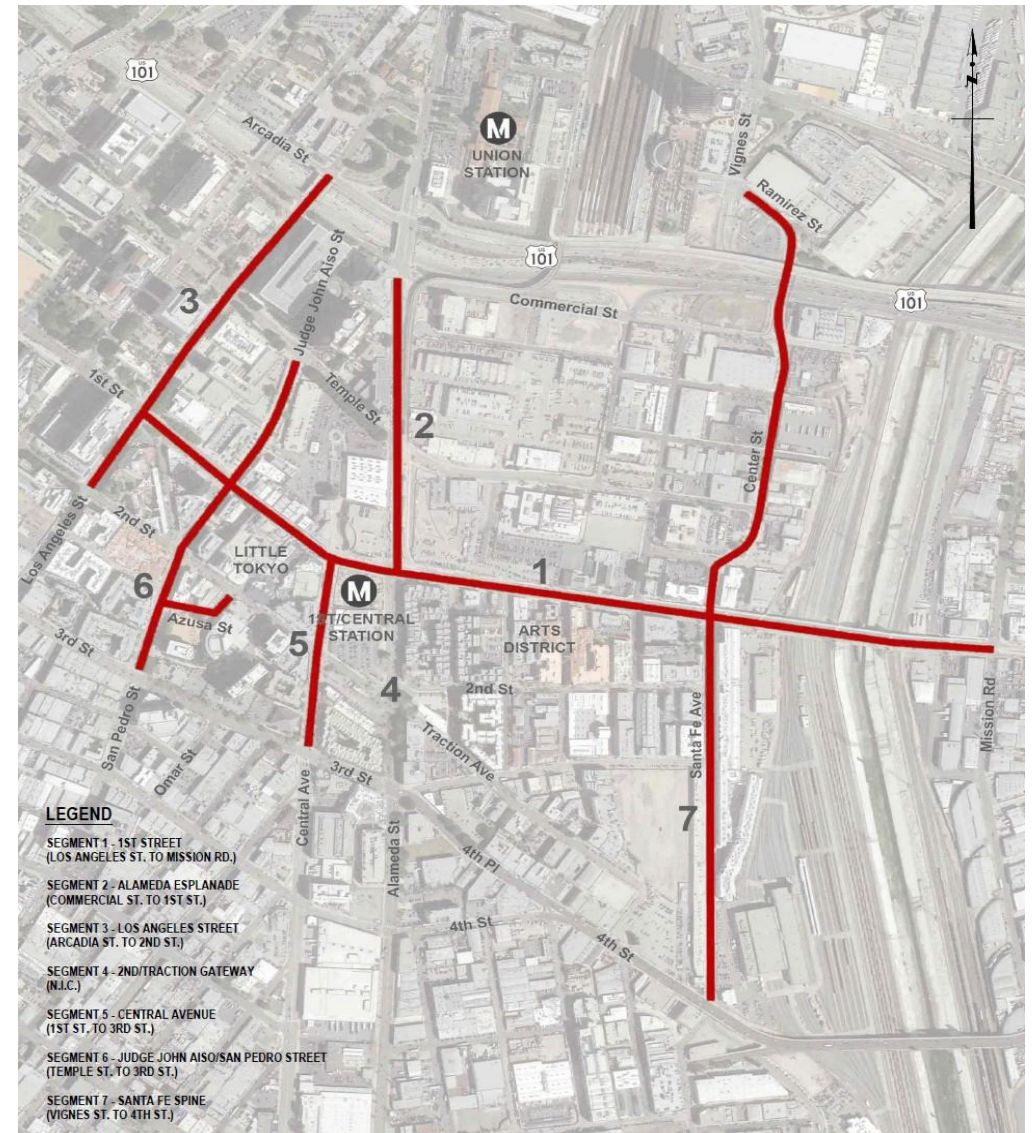 US
101
Arcadia St
M
UNION
STATION
Vignes St
Ramirez St
N
Judge John Aiso St
US
101
3
Commercial St
US
101
1st St
Temple St
2
Center St
Los Angeles St
2nd St
LITTLE
TOKYO
1
6
M
1ST/CENTRAL
STATION
ARTS
DISTRICT
Azusa St
5
3rd St
4
2nd St
San Pedro St
Omar St
Traction Ave
Santa Fe Ave
Mission Rd
3rd St
Central Ave
7
Alameda St
4th Pl
4th St
4th St
LEGEND
SEGMENT 1 - 1ST STREET
(LOS ANGELES ST. TO MISSION RD.)
SEGMENT 2 - ALAMEDA ESPLANADE
(COMMERCIAL ST. TO 1ST ST.)
SEGMENT 3 - LOS ANGELES STREET
(ARCADIA ST. TO 2ND ST.)
SEGMENT 4 - 2ND/TRACTION GATEWAY
(N.I.C.)
SEGMENT 5 - CENTRAL AVENUE
(1ST ST. TO 3RD ST.)
SEGMENT 6 - JUDGE JOHN AISO/SAN PEDRO STREET
(TEMPLE ST. TO 3RD ST.)
SEGMENT 7 - SANTA FE SPINE
(VIGNES ST. TO 4TH ST.)